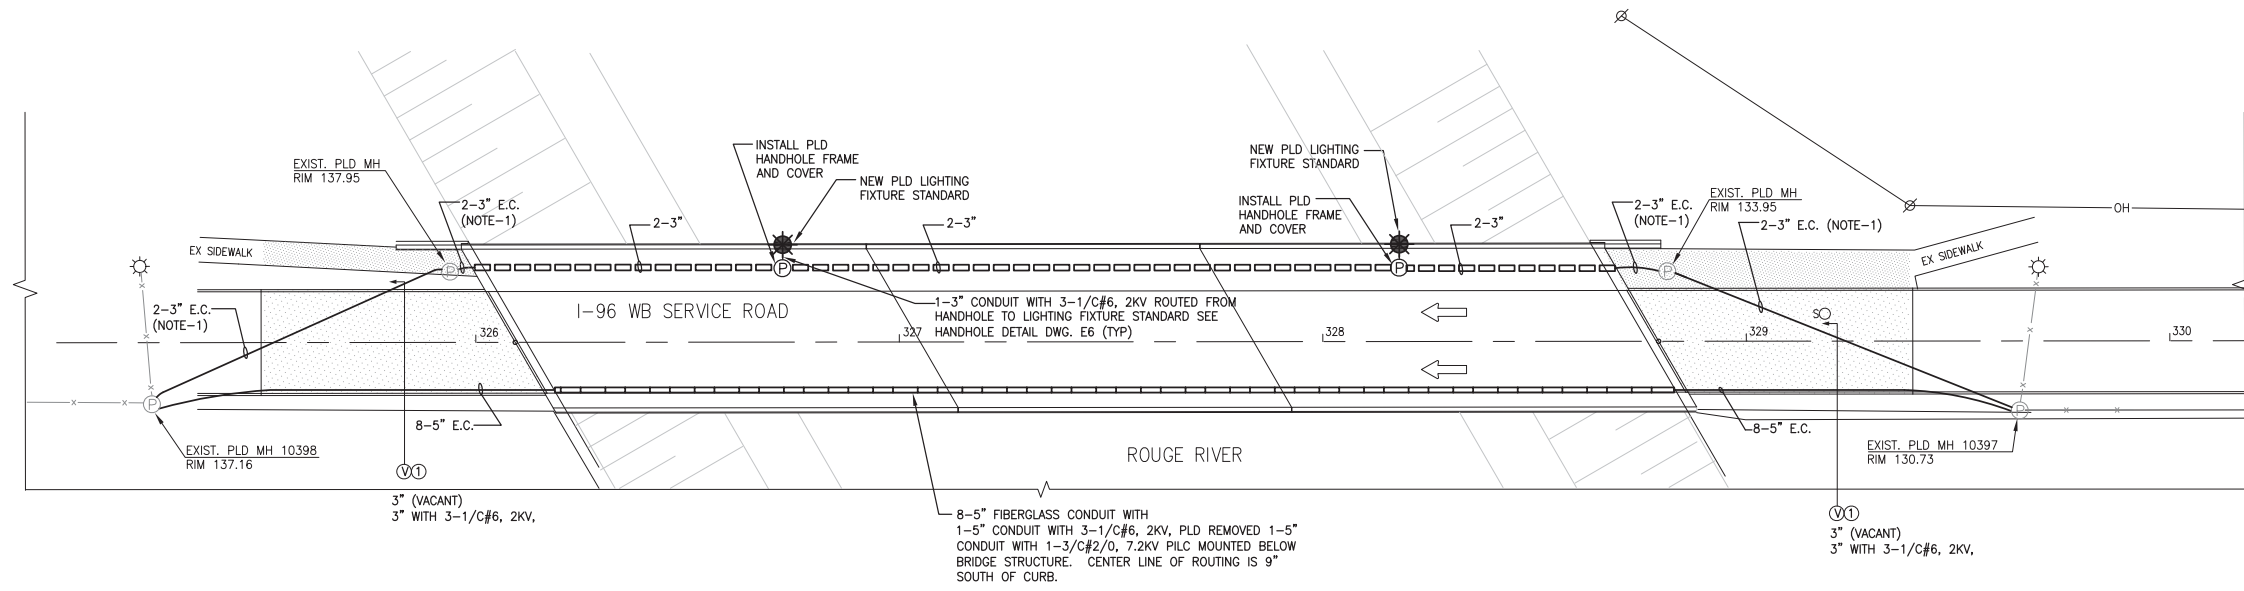 EXIST. PLD MH
RIM 137.95
INSTALL PLD
HANDHOLE FRAME
AND COVER
NEW PLD LIGHTING
FIXTURE STANDARD
NEW PLD LIGHTING
FIXTURE STANDARD
INSTALL PLD
HANDHOLE FRAME
AND COVER
EXIST. PLD MH
RIM 133.95
2-3" E.C.
(NOTE-1)
2-3"
2-3"
2-3"
2-3" E.C.
(NOTE-1)
2-3" E.C. (NOTE-1)
OH
EX SIDEWALK
EX SIDEWALK
P
P
P
P
2-3" E.C.
(NOTE-1)
I-96 WB SERVICE ROAD
1-3" CONDUIT WITH 3-1/C#6, 2KV ROUTED FROM
HANDHOLE TO LIGHTING FIXTURE STANDARD SEE
HANDHOLE DETAIL DWG. E6 (TYP)
S
326
327
328
329
330
x
x
x
x
x x
P
P
x x
8-5" E.C.
8-5" E.C.
EXIST. PLD MH 10398
RIM 137.16
ROUGE RIVER
EXIST. PLD MH 10397
RIM 130.73
V 1
3" (VACANT)
3" WITH 3-1/C#6, 2KV,
8-5" FIBERGLASS CONDUIT WITH
1-5" CONDUIT WITH 3-1/C#6, 2KV, PLD REMOVED 1-5"
CONDUIT WITH 1-3/C#2/0, 7.2KV PILC MOUNTED BELOW
BRIDGE STRUCTURE. CENTER LINE OF ROUTING IS 9"
SOUTH OF CURB.
V 1
3" (VACANT)
3" WITH 3-1/C#6, 2KV,